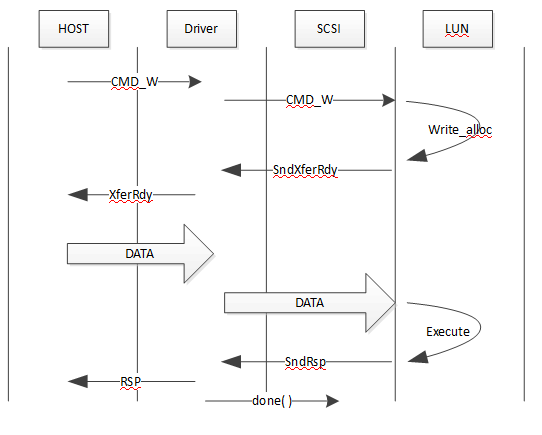 HOST
Driver
SCSI
LUN
CMD_W
CMD_W
Write_alloc
SndXferRdy
XferRdy
DATA
DATA
Execute
SndRsp
RSP
done( )